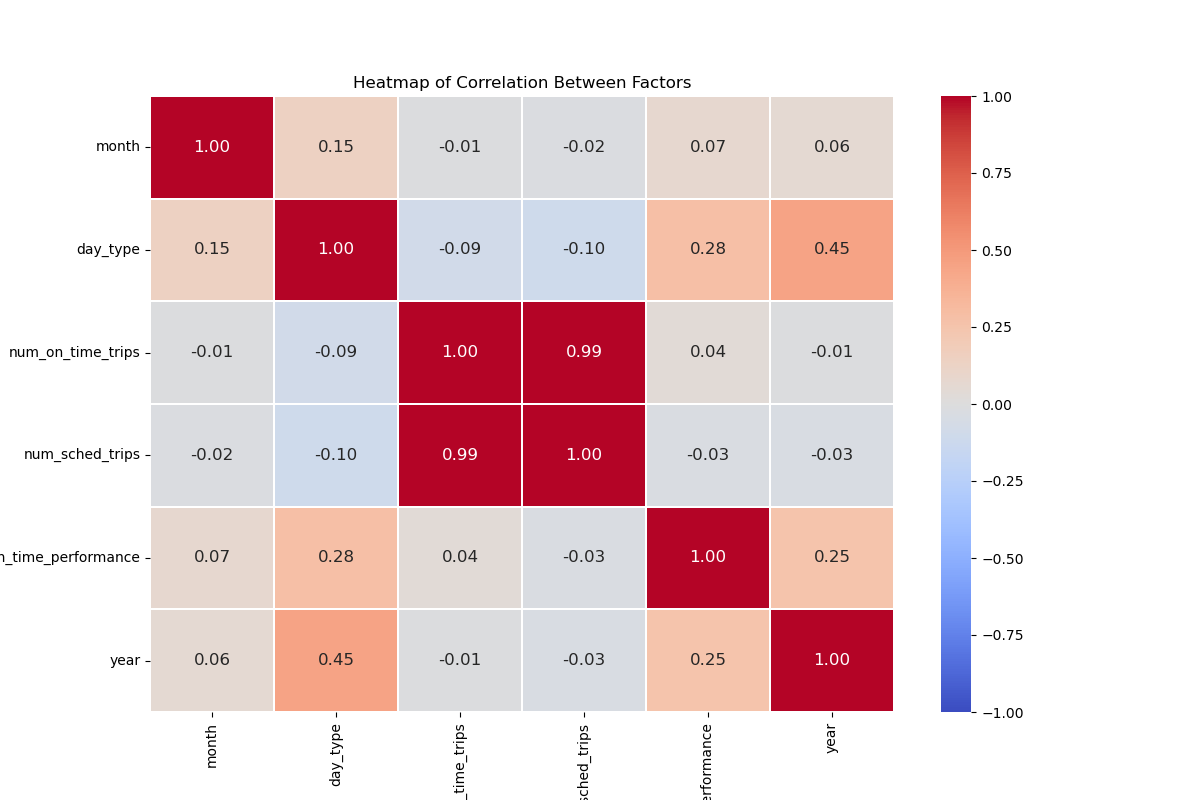 Heatmap of Correlation Between Factors
month 1.00 0.15 -0.01 -0.02 0.07 0.06
day_type 0.15 1.00 -0.09 -0.10 0.28 0.45
num_on_time_trips -0.01 -0.09 1.00 0.99 0.04 -0.01
num_sched_trips -0.02 -0.10 0.99 1.00 -0.03 -0.03
n_time_performance 0.07 0.28 0.04 -0.03 1.00 0.25
year 0.06 0.45 -0.01 -0.03 0.25 1.00
month day_type _time_trips sched_trips erformance year
1.00
0.75
0.50
0.25
0.00
−0.25
−0.50
−0.75
−1.00